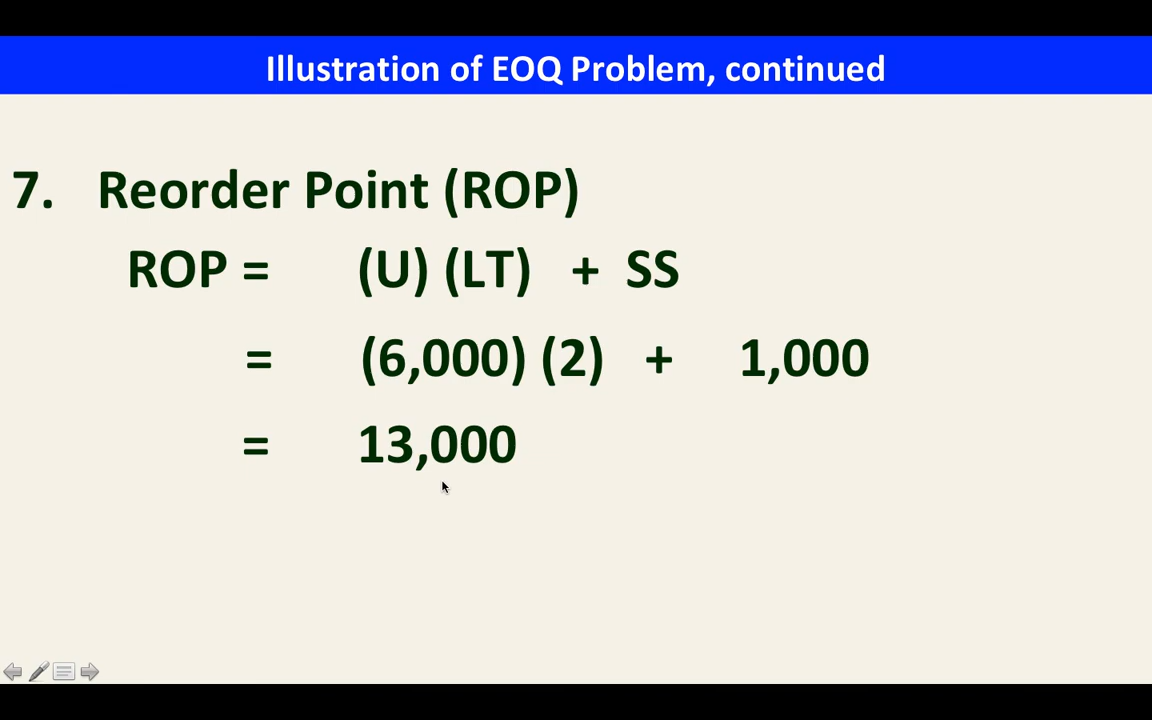 Illustration of EOQ Problem, continued
7. Reorder Point (ROP)
ROP = (U) (LT) + SS
= (6,000) (2) + 1,000
= 13,000